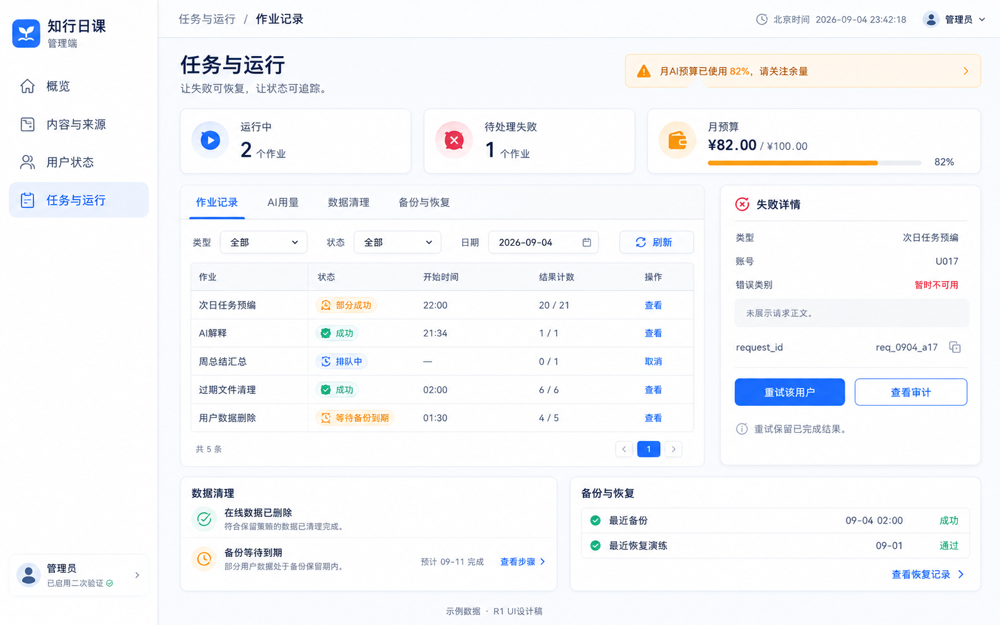 知行日课
管理端
概览
内容与来源
用户状态
任务与运行
管理员
已启用二次验证
任务与运行 / 作业记录
北京时间 2026-09-04 23:42:18
管理员
任务与运行
让失败可恢复，让状态可追踪。
月AI预算已使用 82%，请关注余量
运行中
2 个作业
待处理失败
1 个作业
月预算
¥82.00 / ¥100.00
82%
作业记录 AI用量 数据清理 备份与恢复
类型 全部 状态 全部 日期 2026-09-04 刷新
作业 状态 开始时间 结果计数 操作
次日任务预编 部分成功 22:00 20 / 21 查看
AI解释 成功 21:34 1 / 1 查看
周总结汇总 排队中 — 0 / 1 取消
过期文件清理 成功 02:00 6 / 6 查看
用户数据删除 等待备份到期 01:30 4 / 5 查看
共 5 条
1
失败详情
类型 次日任务预编
账号 U017
错误类别 暂时不可用
未展示请求正文。
request_id req_0904_a17
重试该用户 查看审计
重试保留已完成结果。
数据清理
在线数据已删除
符合保留策略的数据已清理完成。
备份等待到期
部分用户数据处于备份保留期内。
预计 09-11 完成 查看步骤
备份与恢复
最近备份 09-04 02:00 成功
最近恢复演练 09-01 通过
查看恢复记录
示例数据 · R1 UI设计稿